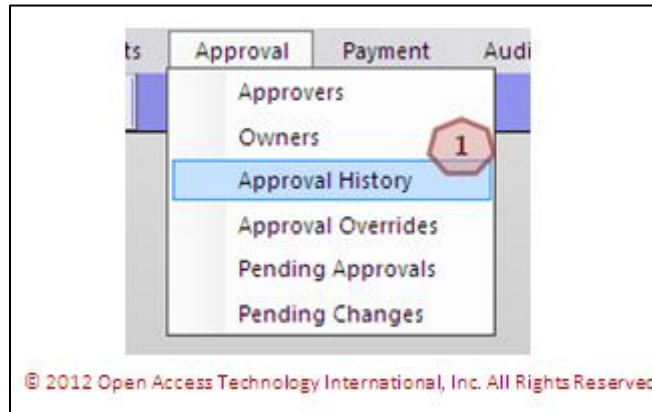 ts Approval Payment Audi
Approvers
Owners
1
Approval History
Approval Overrides
Pending Approvals
Pending Changes
© 2012 Open Access Technology International, Inc. All Rights Reserved